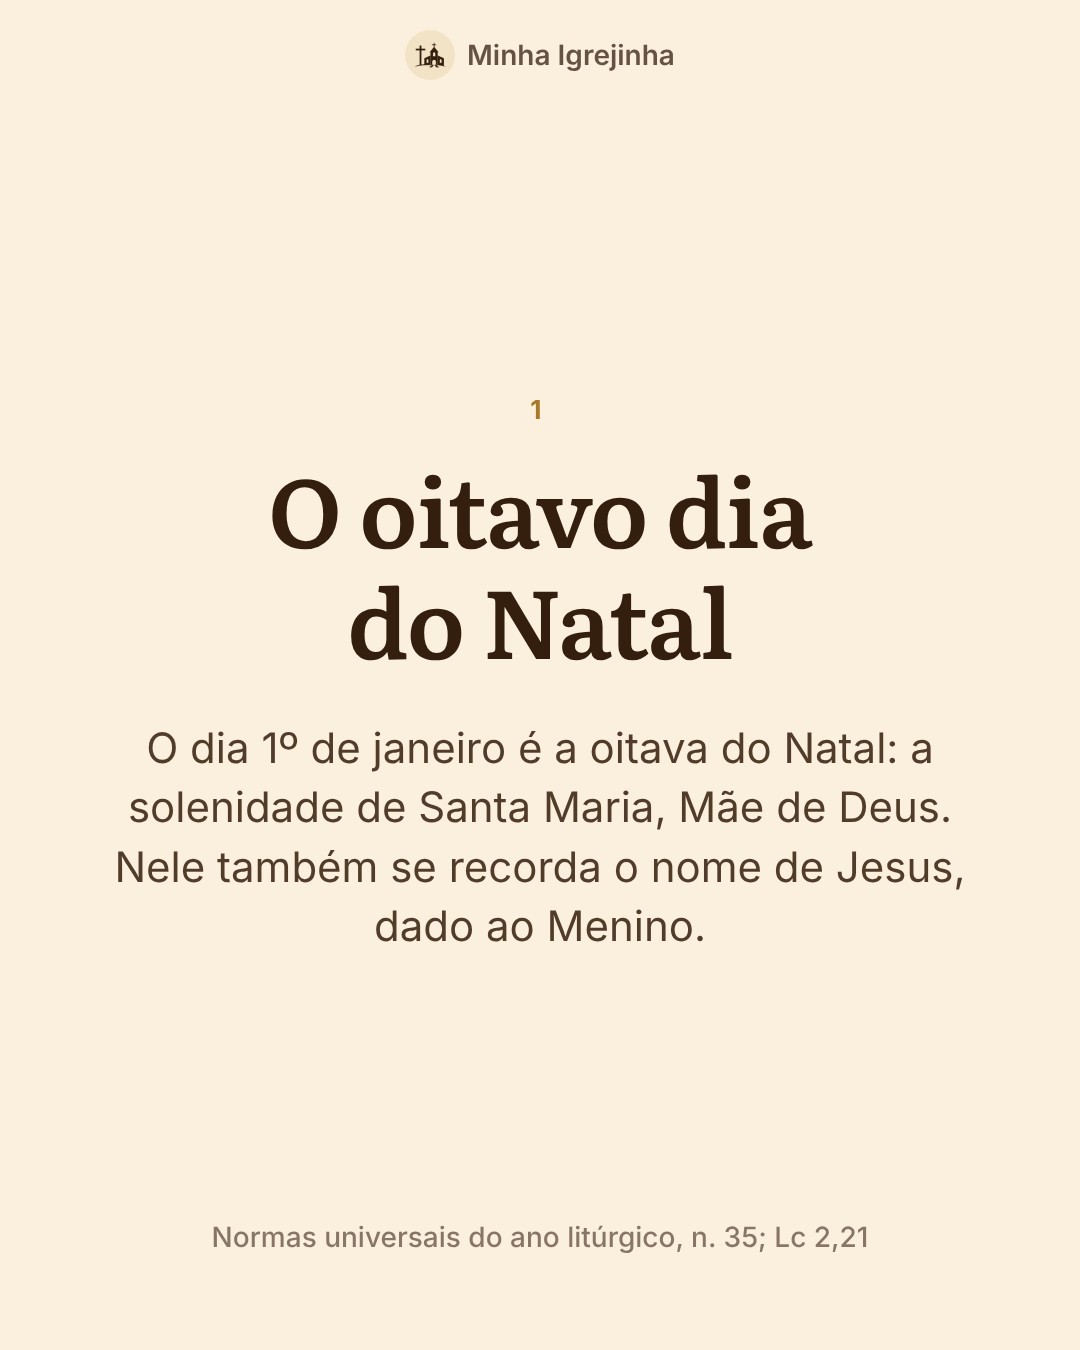 Minha Igrejinha
1
O oitavo dia
do Natal
O dia 1º de janeiro é a oitava do Natal: a
solenidade de Santa Maria, Mãe de Deus.
Nele também se recorda o nome de Jesus,
dado ao Menino.
Normas universais do ano litúrgico, n. 35; Lc 2,21